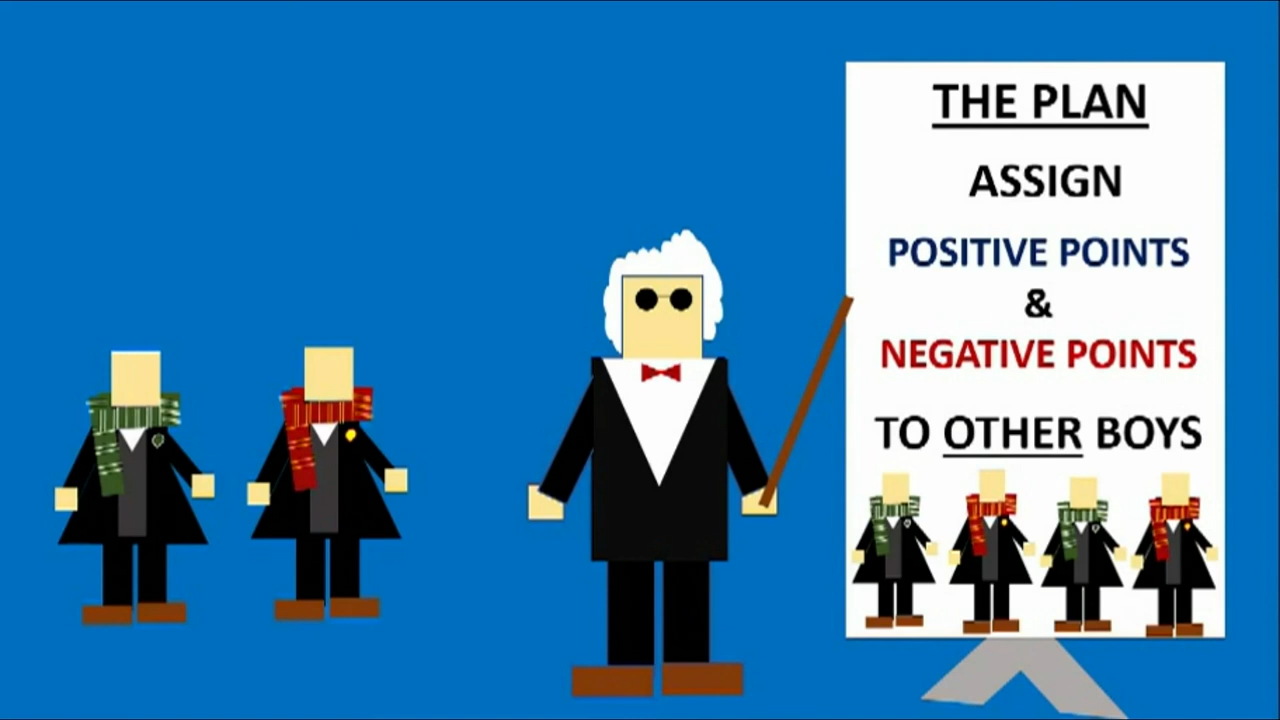 THE PLAN
ASSIGN
POSITIVE POINTS
&
NEGATIVE POINTS
TO OTHER BOYS